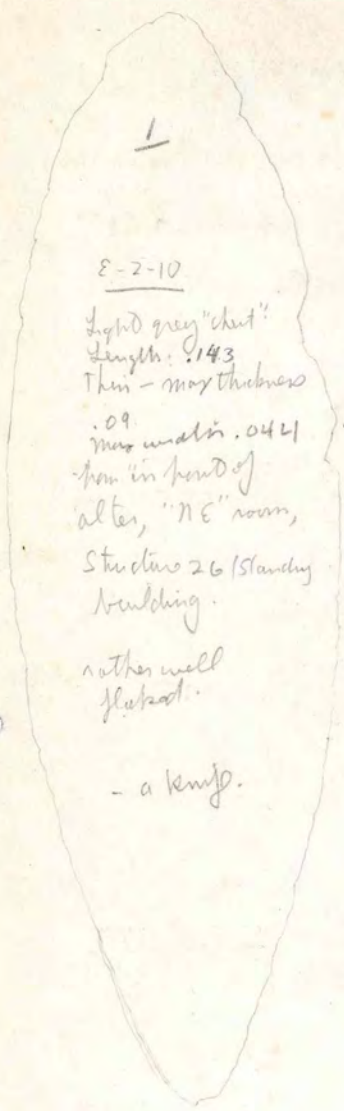 1
E-2-10
Light grey "chert".
Length: .143
Thin - max thickness
.09
max width .0421
from "in front of
alter, "NE" room,
Structure 26 (Standing
building.
rather well
flaked.
- a knife.